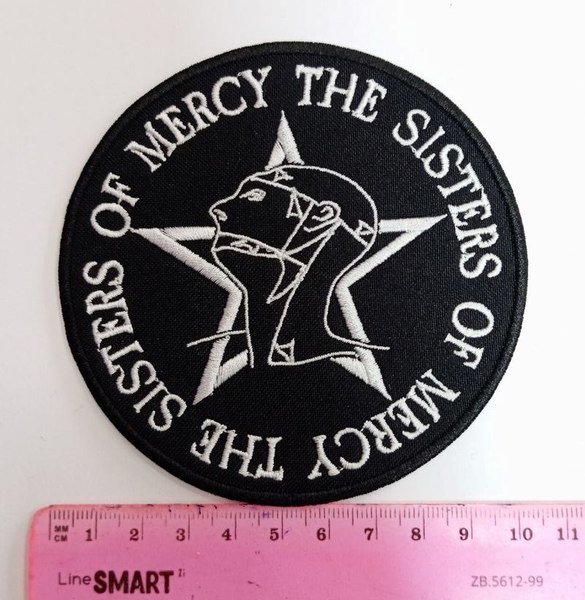 THE SISTERS OF MERCY THE SISTERS OF MERCY
MM
CM 1 2 3 4 5 6 7 8 9 10 11
Line SMART Zi ZB.5612-99